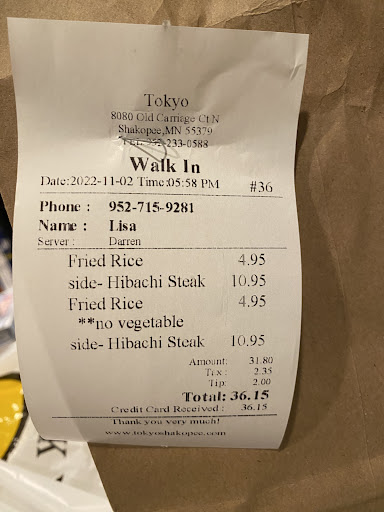 Tokyo
8080 Old Carriage Ct N
Shakopee,MN 55379
952-233-0588
Walk In
Date:2022-11-02 Time:05:58 PM #36
Phone : 952-715-9281
Name : Lisa
Server : Darren
Fried Rice 4.95
side- Hibachi Steak 10.95
Fried Rice 4.95
**no vegetable
side- Hibachi Steak 10.95
Amount: 31.80
Tax : 2.35
Tip: 2.00
Total: 36.15
Credit Card Received : 36.15
Thank you very much!
www.tokyoshakopee.com
K